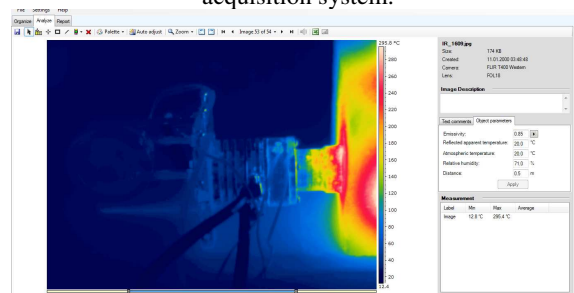 acquisition system.
File Settings Help
Organize Analyze Report
Palette Auto adjust Zoom Image 53 of 54
295.8 °C
280
260
240
220
200
180
160
140
120
100
80
60
40
20
12.4
IR_1609.jpg
Size: 174 KB
Created: 11.01.2000 03:48:48
Camera: FLIR T400 Western
Lens: FOL18
Image Description
Text comments Object parameters
Emissivity: 0.85
Reflected apparent temperature: 20.0 °C
Atmospheric temperature: 20.0 °C
Relative humidity: 71.0 %
Distance: 0.5 m
Apply
Measurement
Label Min Max Average
Image 12.0 °C 295.4 °C